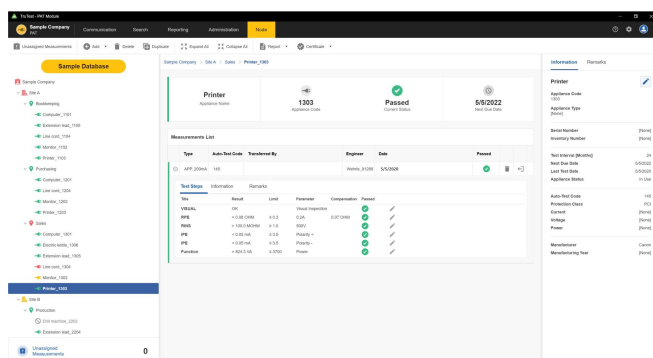 TruTest - PAT Module
Sample Company
PAT
Communication Search Reporting Administration Node
Unassigned Measurements Add Delete Duplicate Expand All Collapse All Report Certificate
Sample Database
Sample Company
Site A
Bookkeeping
Computer_1101
Extension lead_1105
Line cord_1104
Monitor_1102
Printer_1103
Purchasing
Computer_1201
Line cord_1204
Monitor_1202
Printer_1203
Sales
Computer_1301
Electric kettle_1306
Extension lead_1305
Line cord_1304
Monitor_1302
Printer_1303
Site B
Production
Drill machine_2202
Extension lead_2204
Unassigned
Measurements 0
Sample Company > Site A > Sales > Printer_1303
Printer
Appliance Name
1303
Appliance Code
Passed
Current Status
5/5/2022
Next Due Date
Measurements List
Type Auto-Test Code Transferred By Engineer Date Passed
APP, 200mA 145 5/5/2020
Test Steps Information Remarks
Title Result Limit Parameter Compensation Passed
VISUAL OK Visual Inspection
RPE < 0.08 OHM ≤ 0.3 0.2A 0.07 OHM
RINS > 100.0 MOHM ≥ 1.0 500V
IPE < 0.05 mA ≤ 3.5 Polarity +
IPE < 0.05 mA ≤ 3.5 Polarity -
Function ≤ 3700 Power
Information Remarks
Printer
Appliance Code
1303
Appliance Type
[None]
Serial Number [None]
Inventory Number [None]
Test Interval [Months] 24
Next Due Date 5/5/2022
Last Test Date 5/5/2020
Appliance Status In Use
Auto-Test Code 145
Protection Class PCI
Current [None]
Voltage [None]
Power [None]
Manufacturer Canon
Manufacturing Year [None]